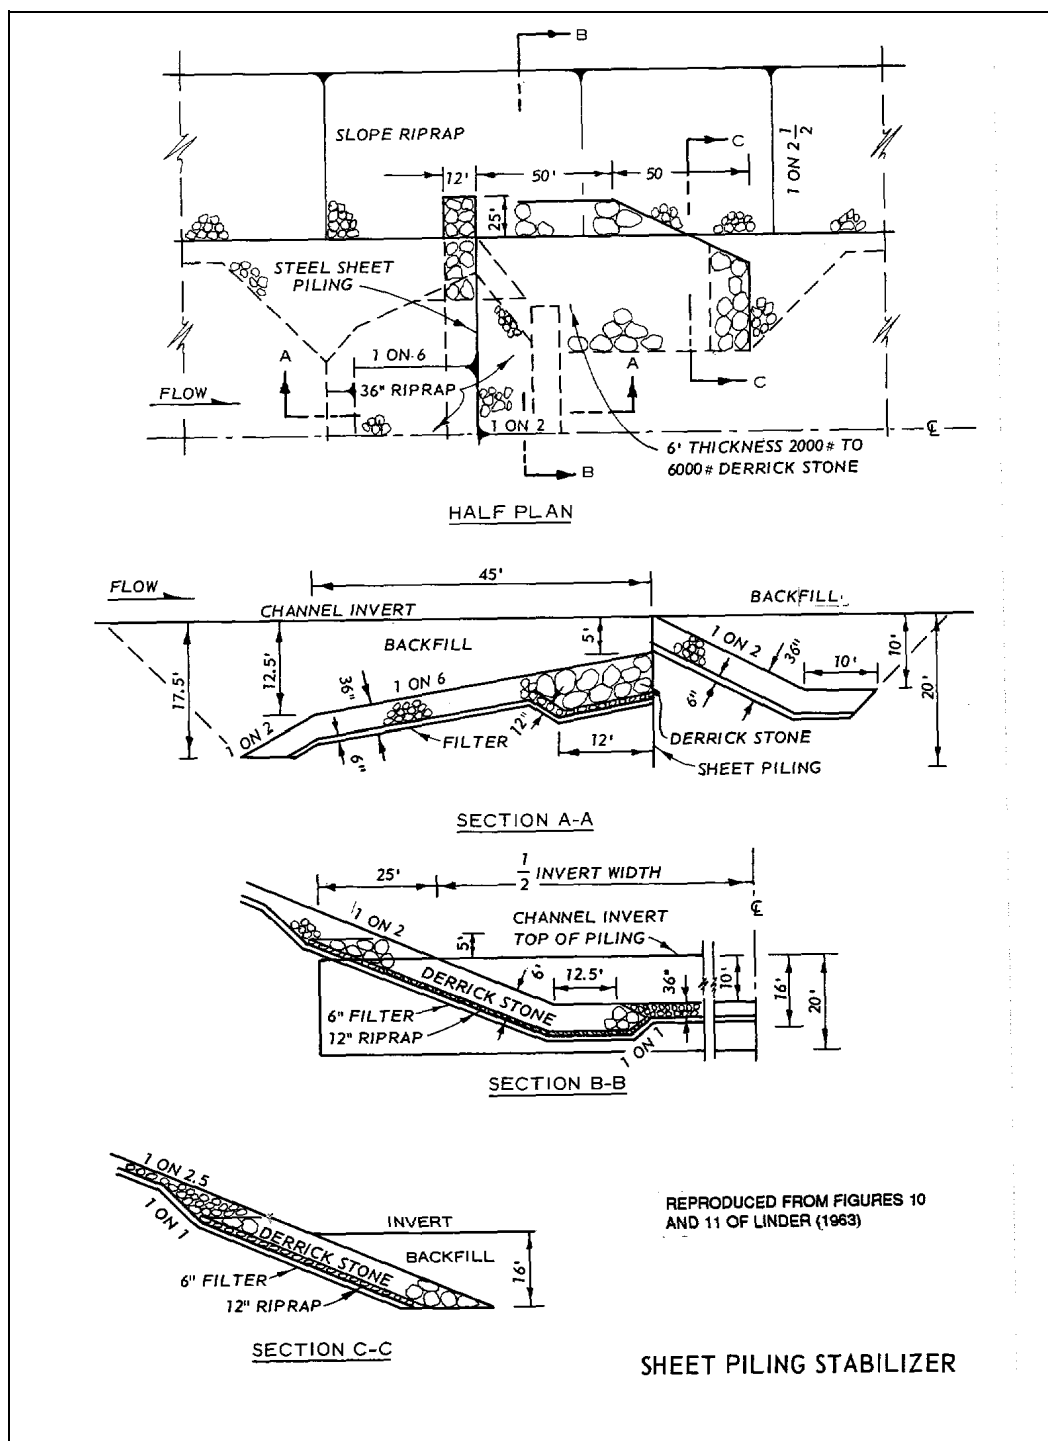 B
SLOPE RIPRAP
C
1 ON 2 1/2
12'
50'
50
25'
STEEL SHEET
PILING
1 ON 6
A
A
36" RIPRAP
C
FLOW
1 ON 2
℄
6' THICKNESS 2000# TO
6000# DERRICK STONE
B
HALF PLAN
FLOW
45'
BACKFILL
CHANNEL INVERT
BACKFILL
5'
1 ON 2
36"
10'
10'
17.5'
12.5'
36"
1 ON 6
20'
6"
1 ON 2
FILTER
12"
12'
6"
DERRICK STONE
SHEET PILING
SECTION A-A
25'
1/2 INVERT WIDTH
℄
1 ON 2
CHANNEL INVERT
TOP OF PILING
5'
6'
12.5'
36"
10'
16'
20'
DERRICK STONE
6" FILTER
12" RIPRAP
1 ON 1
SECTION B-B
1 ON 2.5
1 ON 1
INVERT
DERRICK STONE
BACKFILL
16'
6" FILTER
12" RIPRAP
SECTION C-C
REPRODUCED FROM FIGURES 10
AND 11 OF LINDER (1963)
SHEET PILING STABILIZER